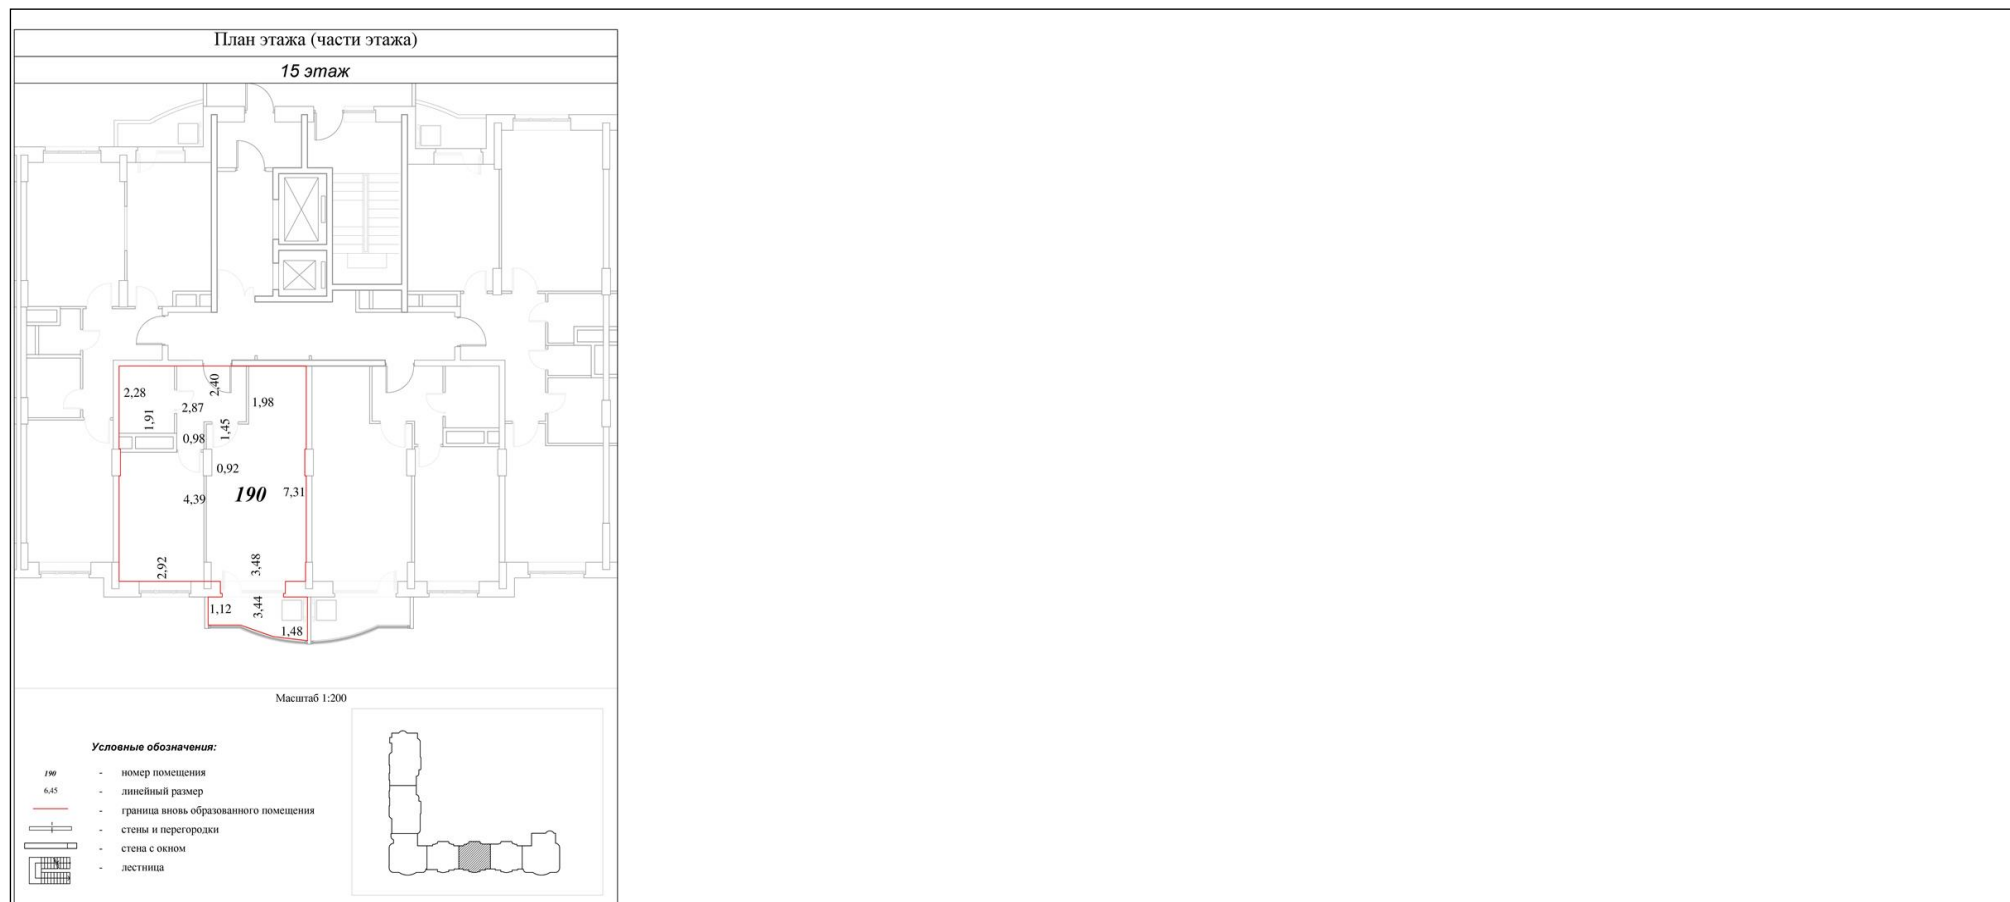 План этажа (части этажа)
15 этаж
2,28
2,40
2,87
1,98
1,91
1,45
0,98
0,92
4,39
190
7,31
2,92
3,48
1,12
3,44
1,48
Масштаб 1:200
Условные обозначения:
190 - номер помещения
6,45 - линейный размер
- граница вновь образованного помещения
- стены и перегородки
- стена с окном
- лестница